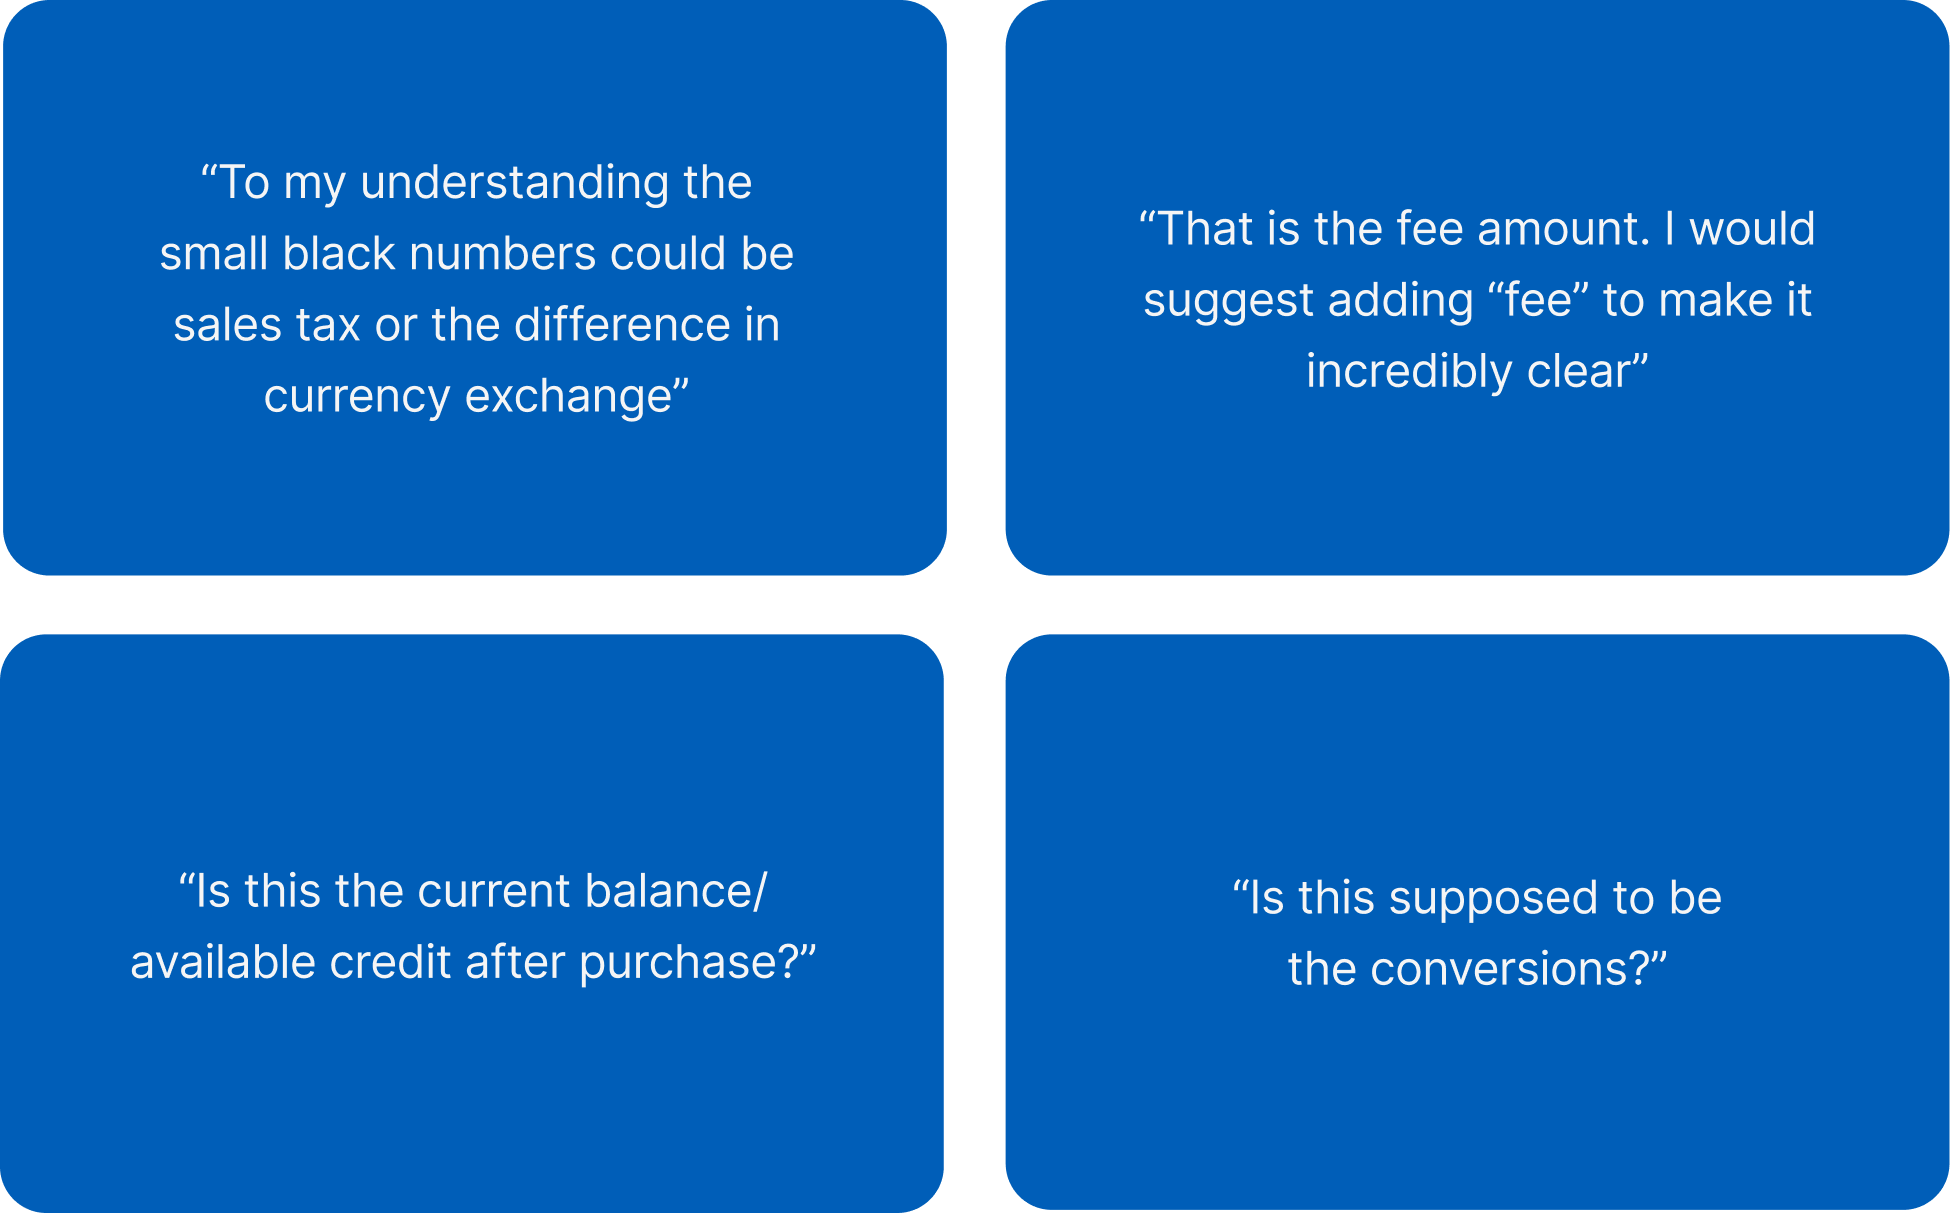 “To my understanding the
small black numbers could be
sales tax or the difference in
currency exchange”
“That is the fee amount. I would
suggest adding “fee” to make it
incredibly clear”
“Is this the current balance/
available credit after purchase?”
“Is this supposed to be
the conversions?”